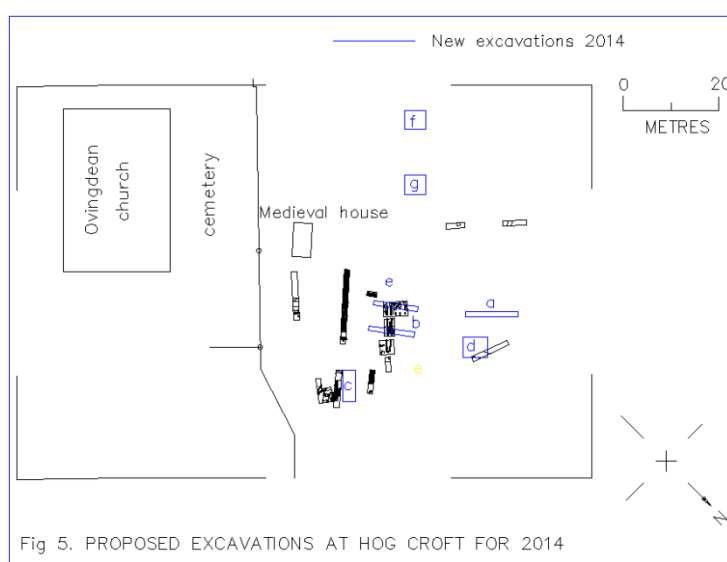 New excavations 2014
0 20
METRES
f
Ovingdean
church
cemetery
g
Medieval house
e
a
b
d
e
c
N
Fig 5. PROPOSED EXCAVATIONS AT HOG CROFT FOR 2014